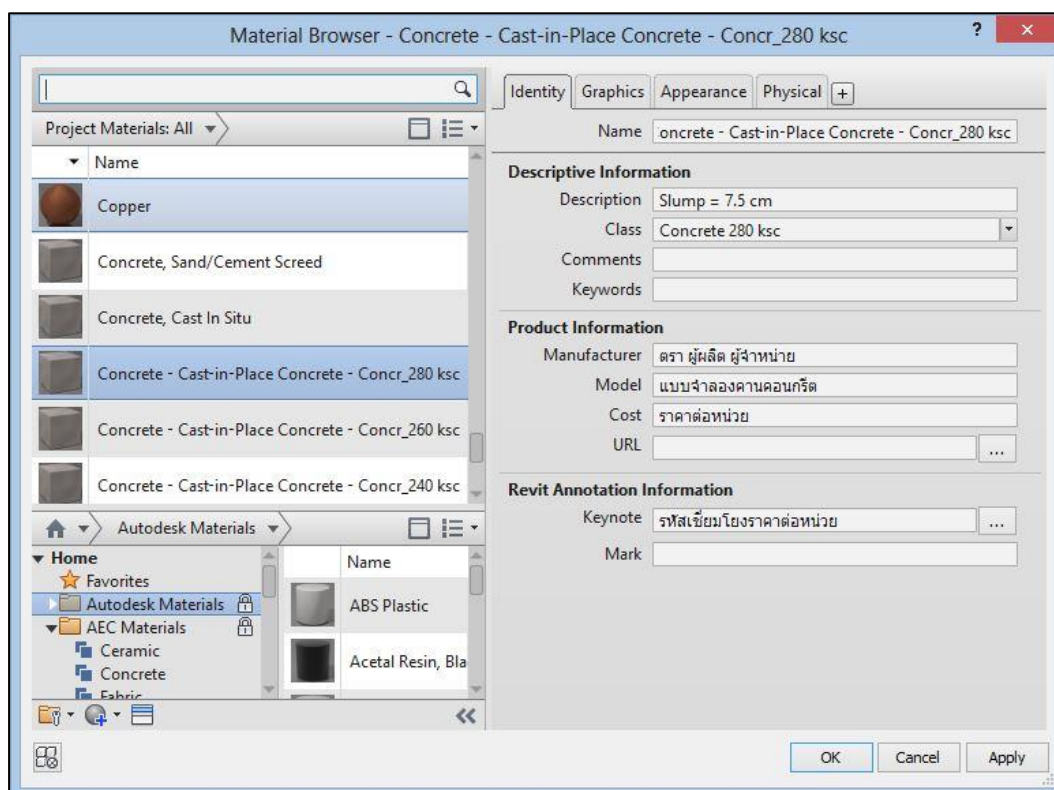 Material Browser - Concrete - Cast-in-Place Concrete - Concr_280 ksc
?
Project Materials: All
Name
Copper
Concrete, Sand/Cement Screed
Concrete, Cast In Situ
Concrete - Cast-in-Place Concrete - Concr_280 ksc
Concrete - Cast-in-Place Concrete - Concr_260 ksc
Concrete - Cast-in-Place Concrete - Concr_240 ksc
Autodesk Materials
Home
Favorites
Autodesk Materials
AEC Materials
Ceramic
Concrete
Fabric
Name
ABS Plastic
Acetal Resin, Bla
Identity Graphics Appearance Physical +
Name oncrete - Cast-in-Place Concrete - Concr_280 ksc
Descriptive Information
Description Slump = 7.5 cm
Class Concrete 280 ksc
Comments
Keywords
Product Information
Manufacturer ตรา ผู้ผลิต ผู้จำหน่าย
Model แบบจำลองคานคอนกรีต
Cost ราคาต่อหน่วย
URL ...
Revit Annotation Information
Keynote รหัสเชื่อมโยงราคาต่อหน่วย ...
Mark
OK Cancel Apply